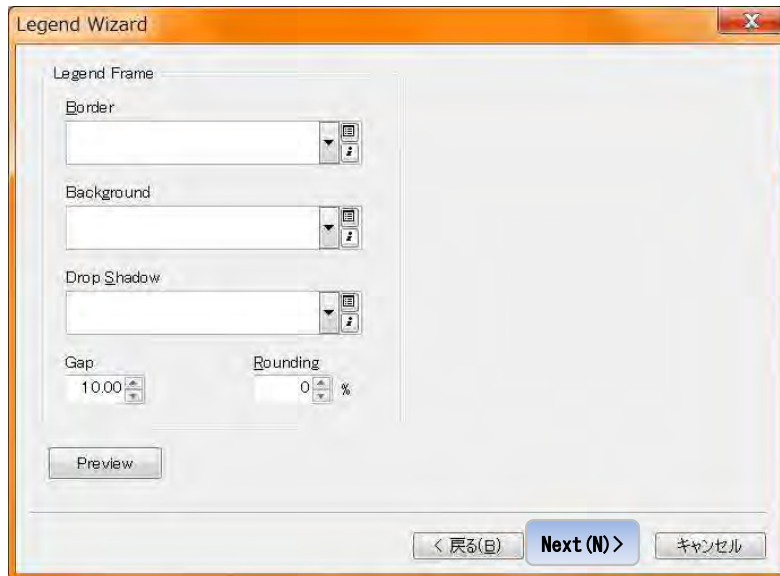 Legend Wizard
Legend Frame
Border
Background
Drop Shadow
Gap
Rounding
10.00
0 %
Preview
< 戻る(B)
Next(N)>
キャンセル